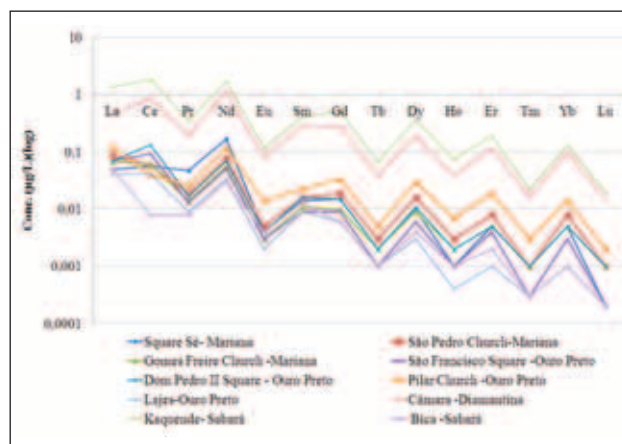 10
1
0.1
0.01
0.001
0.0001
Conc. (µg/L)(log)
La Ce Pr Nd Eu Sm Gd Tb Dy Ho Er Tm Yb Lu
Square Sé- Mariana
São Pedro Church-Mariana
Gomes Freire Church -Mariana
São Francisco Square -Ouro Preto
Dom Pedro II Square - Ouro Preto
Pilar Church -Ouro Preto
Lajes-Ouro Preto
Câmara -Diamantina
Kaquende- Sabará
Bica -Sabará